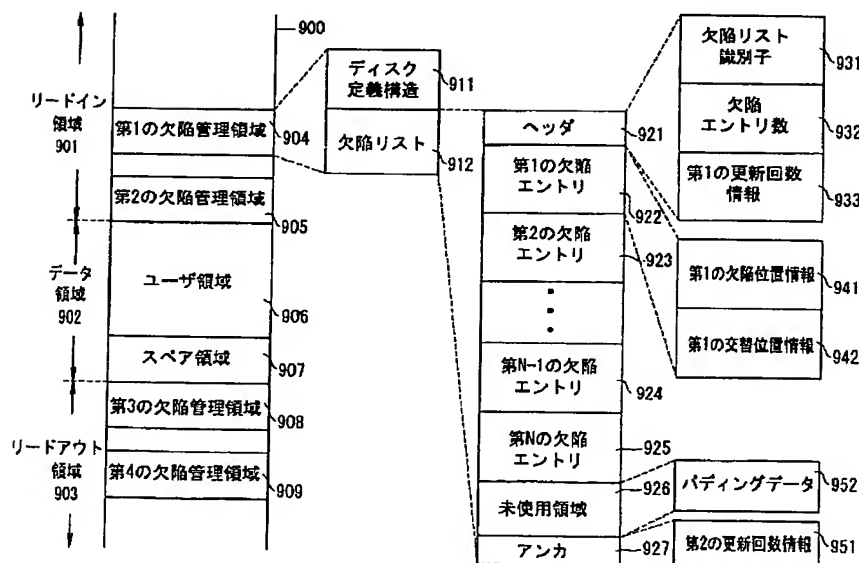 900
リードイン
領域
901
第1の欠陥管理領域
904
第2の欠陥管理領域
905
データ
領域
902
ユーザ領域
906
スペア領域
907
第3の欠陥管理領域
908
リードアウト
領域
903
第4の欠陥管理領域
909
ディスク
定義構造
911
欠陥リスト
912
ヘッダ
921
第1の欠陥
エントリ
922
第2の欠陥
エントリ
923
第N-1の欠陥
エントリ
924
第Nの欠陥
エントリ
925
未使用領域
926
アンカ
927
欠陥リスト
識別子
931
欠陥
エントリ数
932
第1の更新回数
情報
933
第1の欠陥位置情報
941
第1の交替位置情報
942
パディングデータ
952
第2の更新回数情報
951